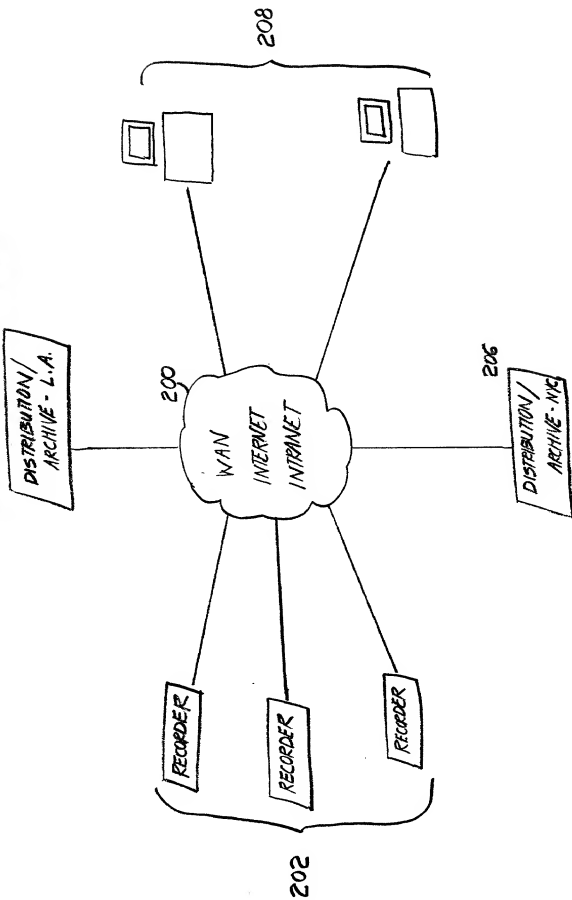 DISTRIBUTION/
ARCHIVE - L.A.
208
200
WAN
INTERNET
INTRANET
RECORDER
RECORDER
RECORDER
202
206
DISTRIBUTION/
ARCHIVE - NYC